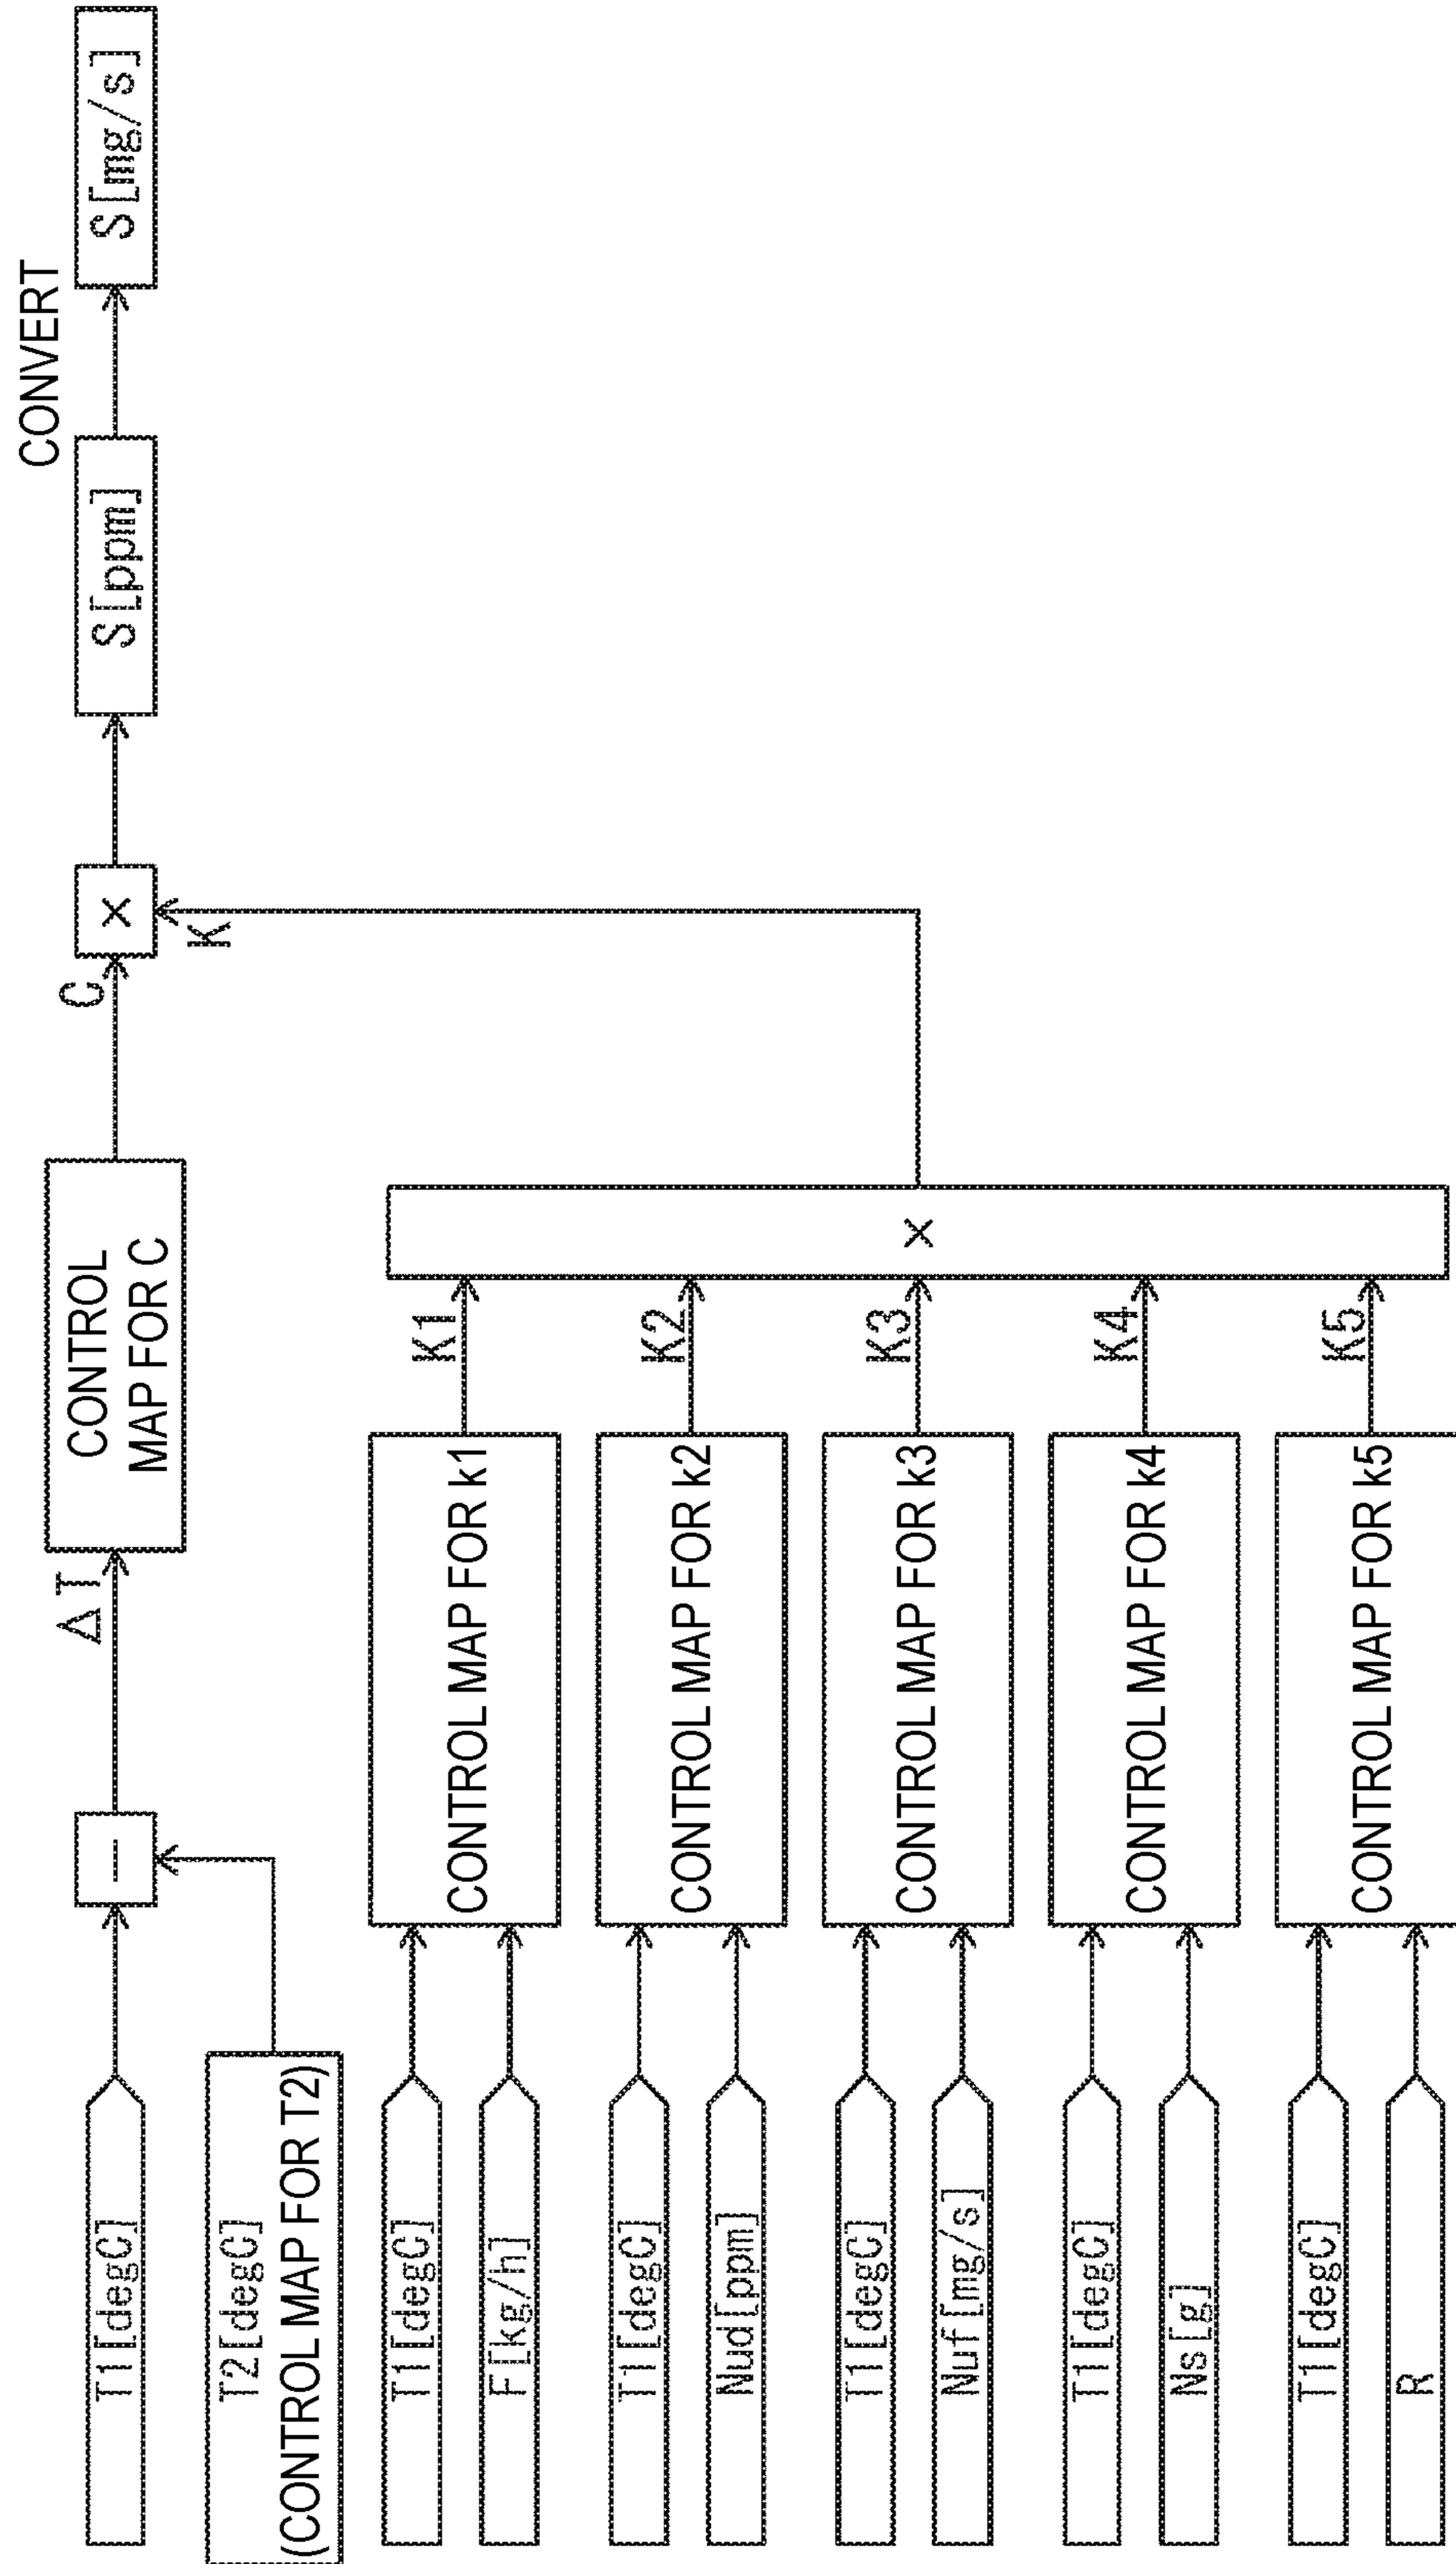 T1[degC]
T2[degC]
(CONTROL MAP FOR T2)
−
ΔT
CONTROL
MAP FOR C
C
×
K
S[ppm]
CONVERT
S[mg/s]
T1[degC]
F[kg/h]
CONTROL MAP FOR k1
K1
T1[degC]
Nud[ppm]
CONTROL MAP FOR k2
K2
T1[degC]
Nuf[mg/s]
CONTROL MAP FOR k3
K3
×
T1[degC]
Ns[g]
CONTROL MAP FOR k4
K4
T1[degC]
R
CONTROL MAP FOR k5
K5